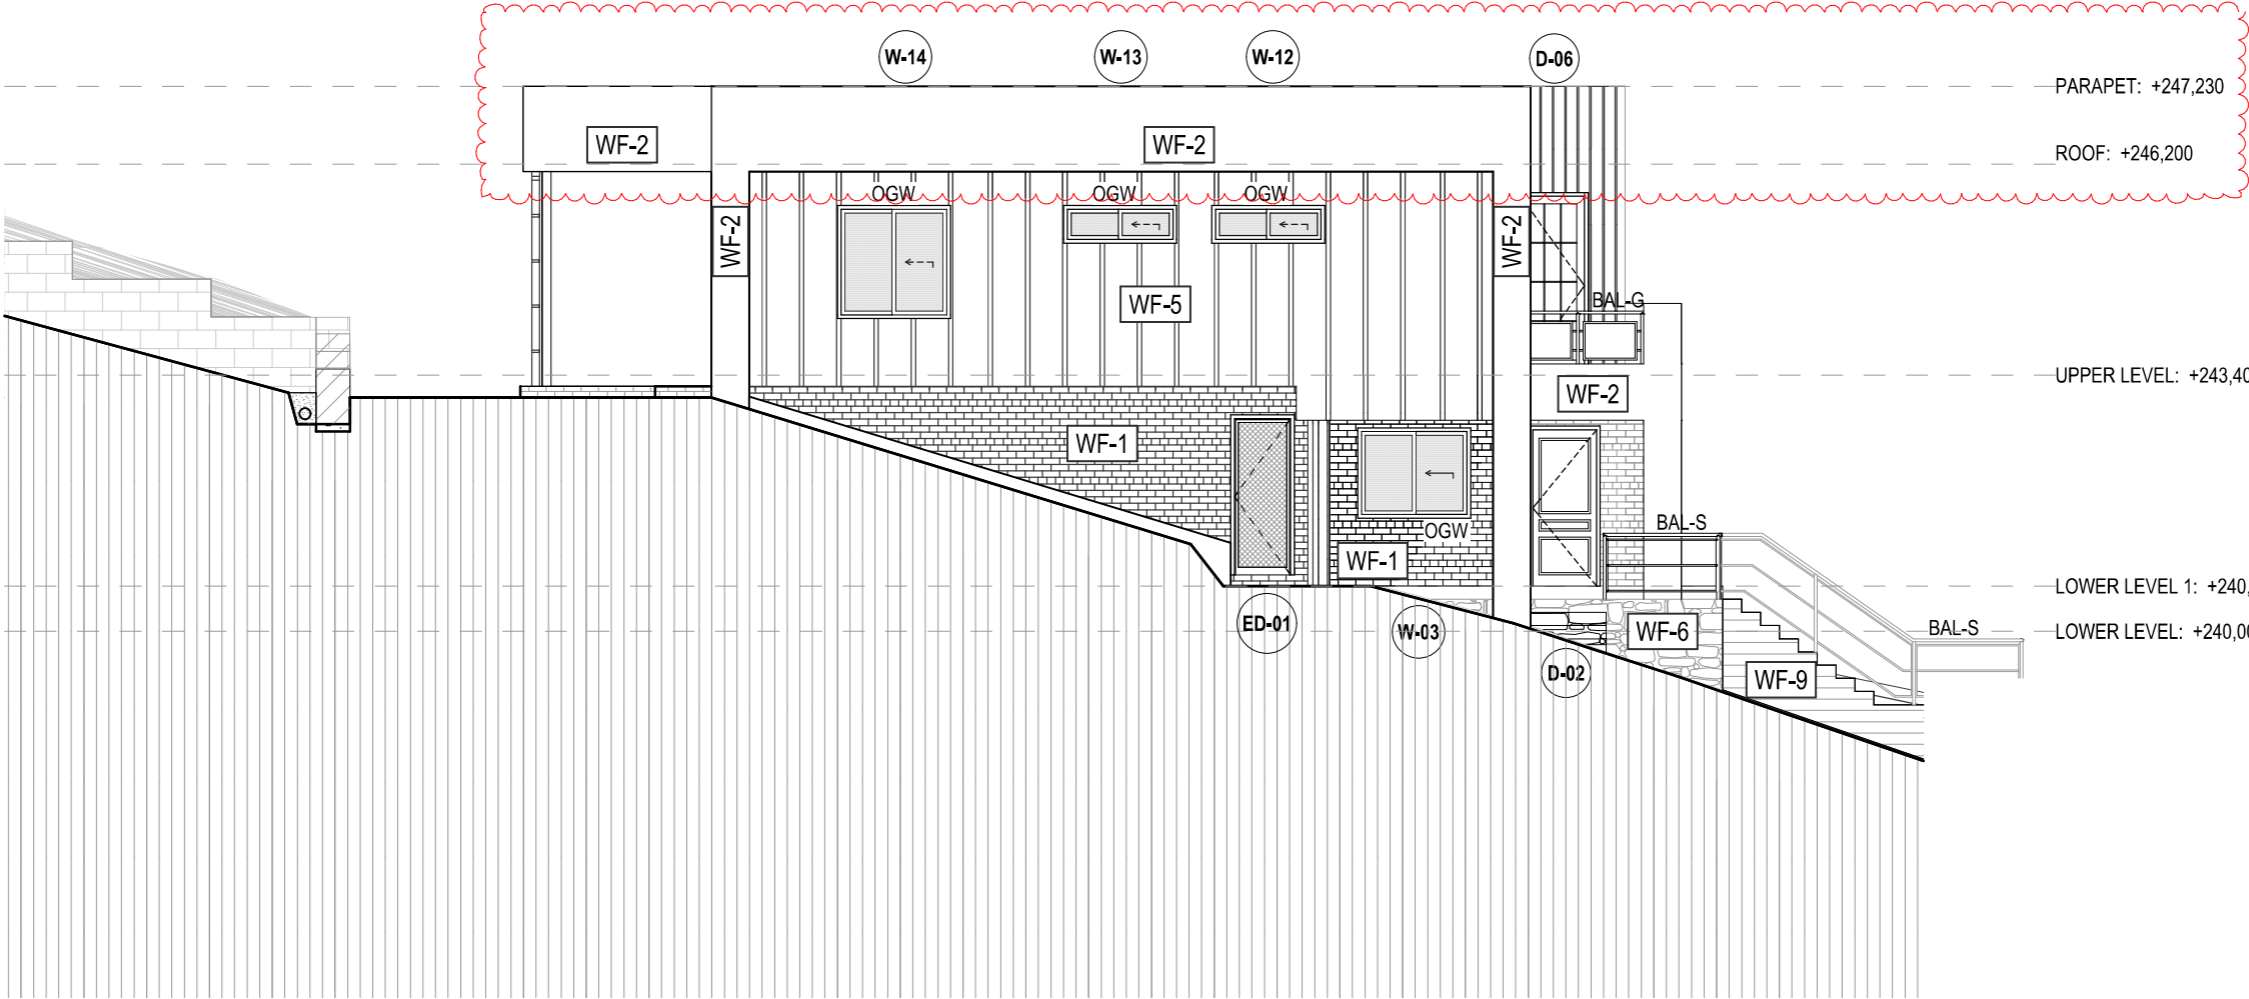 W-14
W-13
W-12
D-06
PARAPET: +247,230
WF-2
WF-2
ROOF: +246,200
OGW
OGW
OGW
WF-2
WF-2
WF-5
BAL-G
UPPER LEVEL: +243,40
WF-2
WF-1
BAL-S
OGW
WF-1
LOWER LEVEL 1: +240,
ED-01
W-03
WF-6
BAL-S
LOWER LEVEL: +240,00
D-02
WF-9